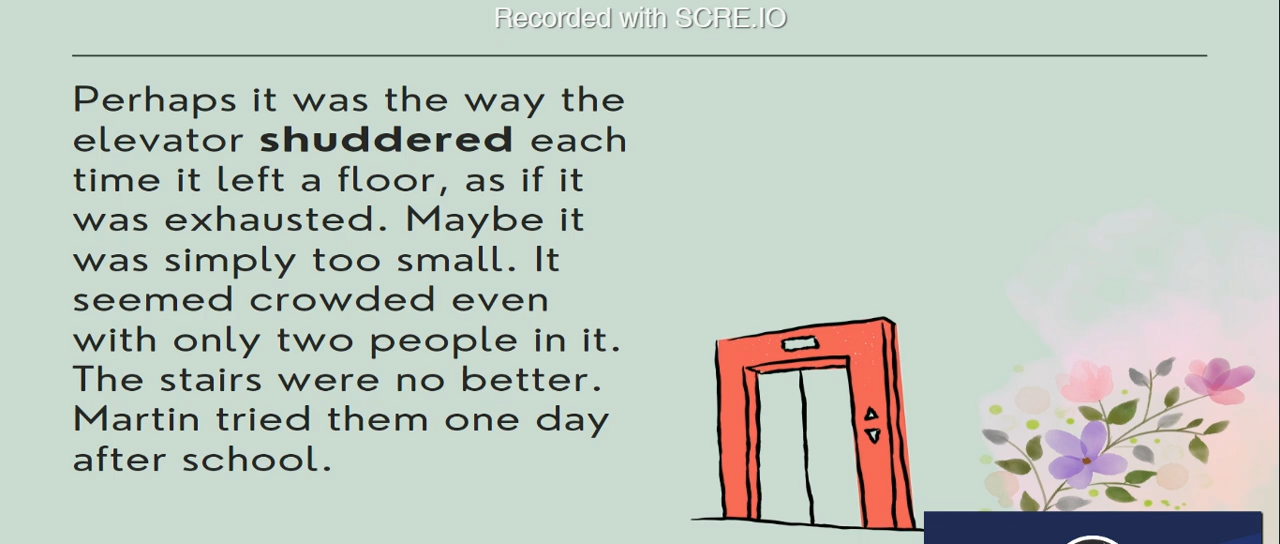 Recorded with SCRE.IO
Perhaps it was the way the
elevator shuddered each
time it left a floor, as if it
was exhausted. Maybe it
was simply too small. It
seemed crowded even
with only two people in it.
The stairs were no better.
Martin tried them one day
after school.